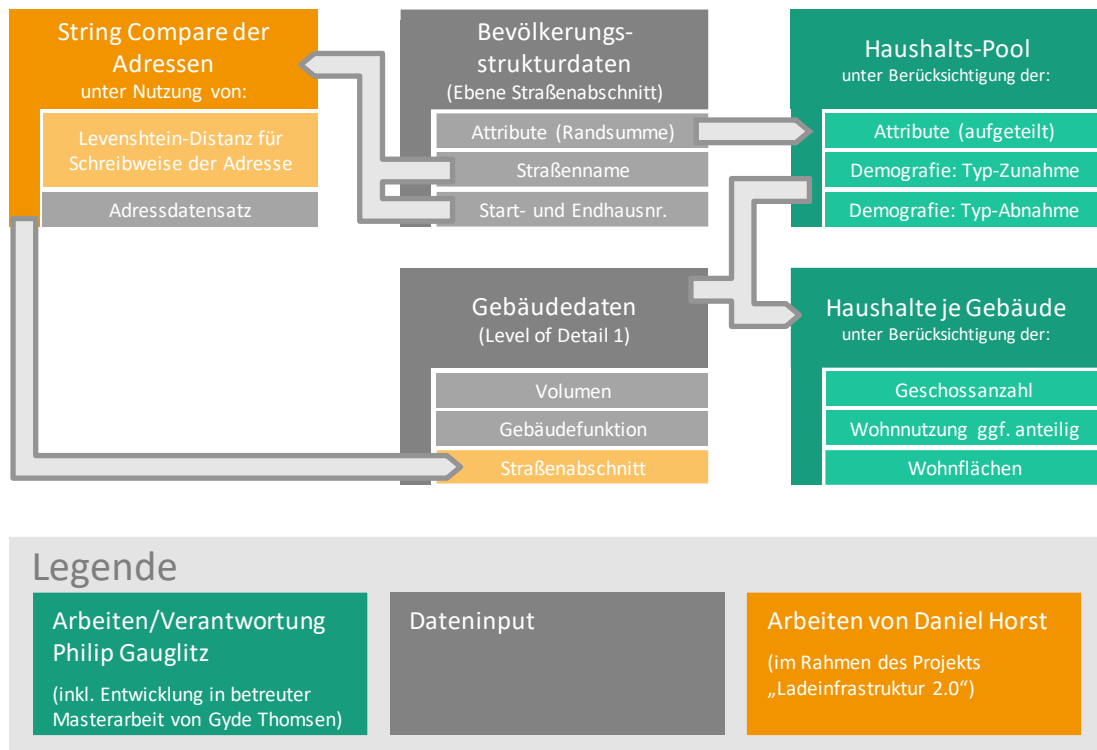 String Compare der
Adressen
unter Nutzung von:
Levenshtein-Distanz für
Schreibweise der Adresse
Adressdatensatz
Bevölkerungs-
strukturdaten
(Ebene Straßenabschnitt)
Attribute (Randsumme)
Straßenname
Start- und Endhausnr.
Haushalts-Pool
unter Berücksichtigung der:
Attribute (aufgeteilt)
Demografie: Typ-Zunahme
Demografie: Typ-Abnahme
Gebäudedaten
(Level of Detail 1)
Volumen
Gebäudefunktion
Straßenabschnitt
Haushalte je Gebäude
unter Berücksichtigung der:
Geschossanzahl
Wohnnutzung ggf. anteilig
Wohnflächen
Legende
Arbeiten/Verantwortung
Philip Gauglitz
(inkl. Entwicklung in betreuter
Masterarbeit von Gyde Thomsen)
Dateninput
Arbeiten von Daniel Horst
(im Rahmen des Projekts
„Ladeinfrastruktur 2.0“)